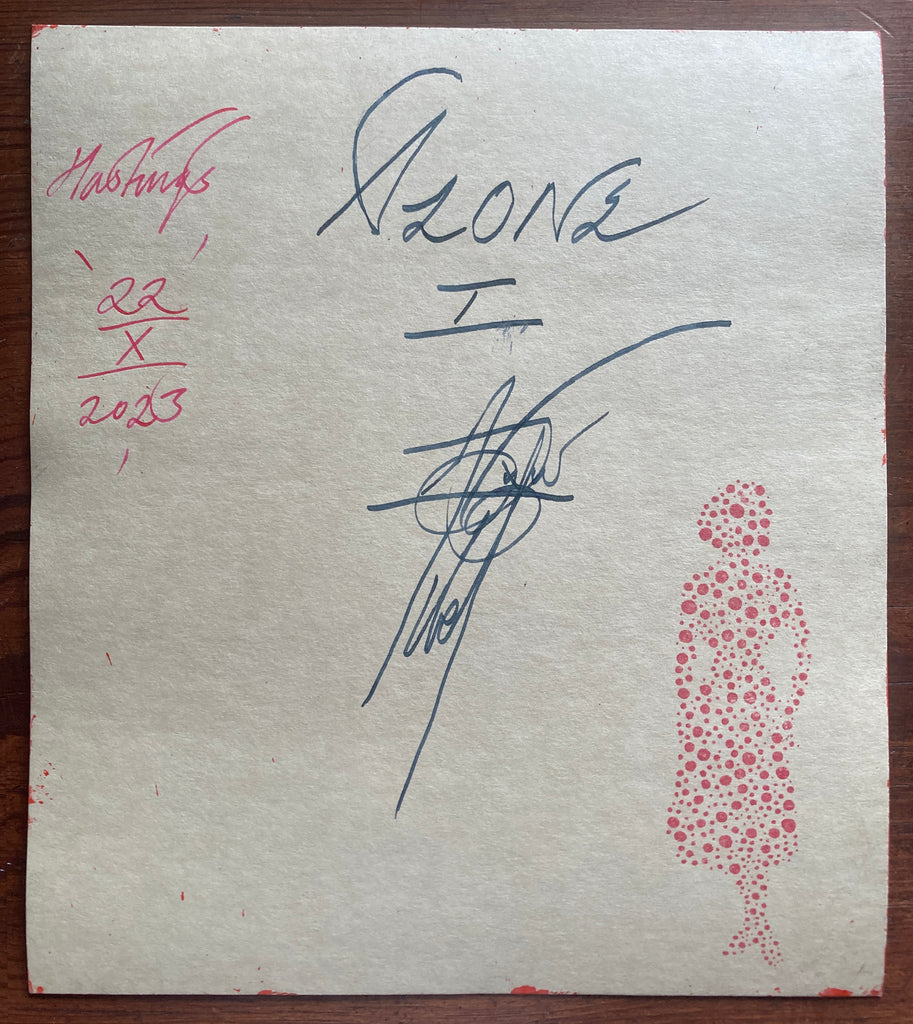 Hastings
22
X
2023
ALONE
I